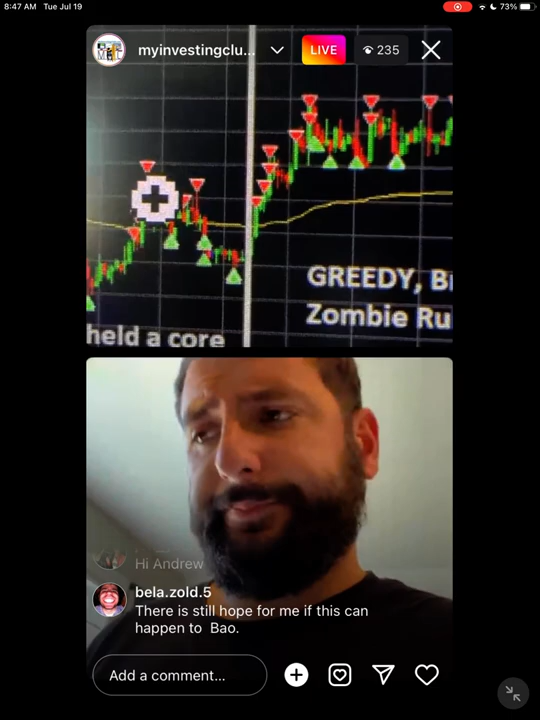 8:47 AM Tue Jul 19
73%
myinvestingclu...
LIVE
235
GREEDY,
Zombie
held a core
Hi Andrew
bela.zold.5
There is still hope for me if this can
happen to Bao.
Add a comment...